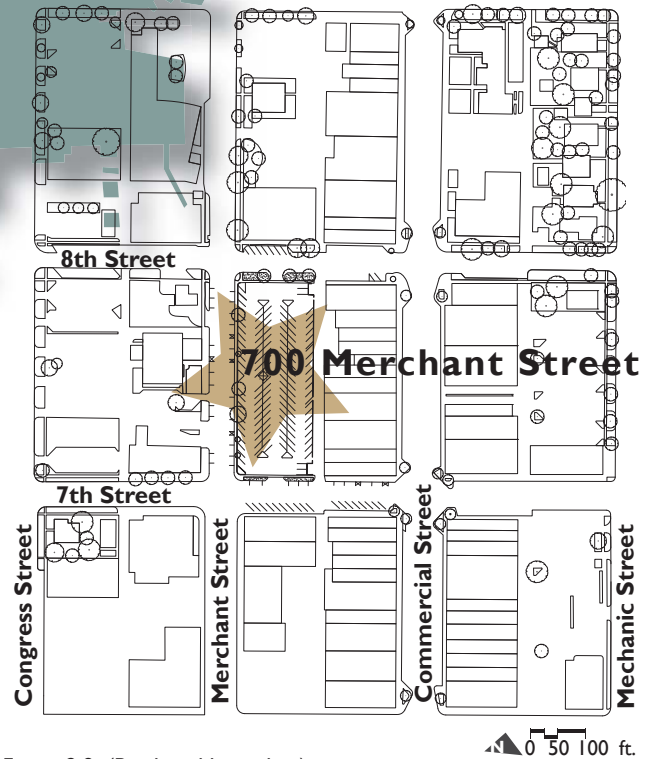 8th Street
700 Merchant Street
7th Street
Congress Street
Merchant Street
Commercial Street
Mechanic Street
N 0 50 100 ft.